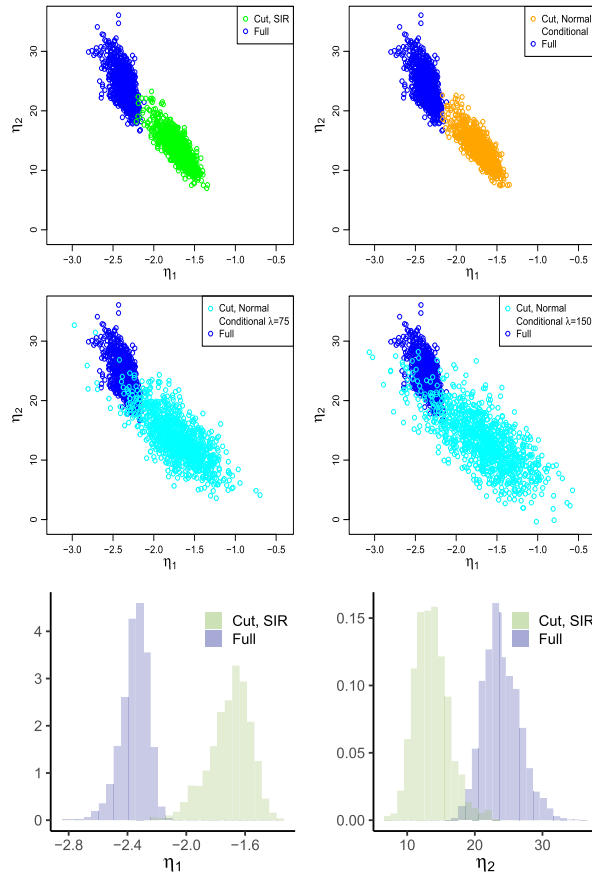 Cut, SIR
Full
η2
0 10 20 30
−3.0 −2.5 −2.0 −1.5 −1.0 −0.5
η1
Cut, Normal
Conditional
Full
η2
0 10 20 30
−3.0 −2.5 −2.0 −1.5 −1.0 −0.5
η1
Cut, Normal
Conditional λ=75
Full
η2
0 10 20 30
−3.0 −2.5 −2.0 −1.5 −1.0 −0.5
η1
Cut, Normal
Conditional λ=150
Full
η2
0 10 20 30
−3.0 −2.5 −2.0 −1.5 −1.0 −0.5
η1
Cut, SIR
Full
4
3
2
1
0
−2.8 −2.4 −2.0 −1.6
η1
Cut, SIR
Full
0.15
0.10
0.05
0.00
10 20 30
η2